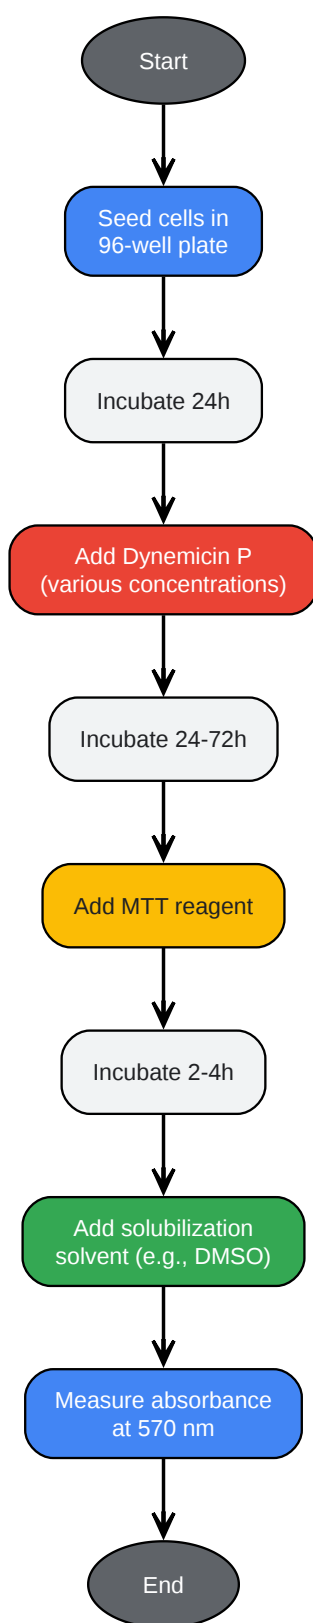 Start
Seed cells in
96-well plate
Incubate 24h
Add Dynemicin P
(various concentrations)
Incubate 24-72h
Add MTT reagent
Incubate 2-4h
Add solubilization
solvent (e.g., DMSO)
Measure absorbance
at 570 nm
End